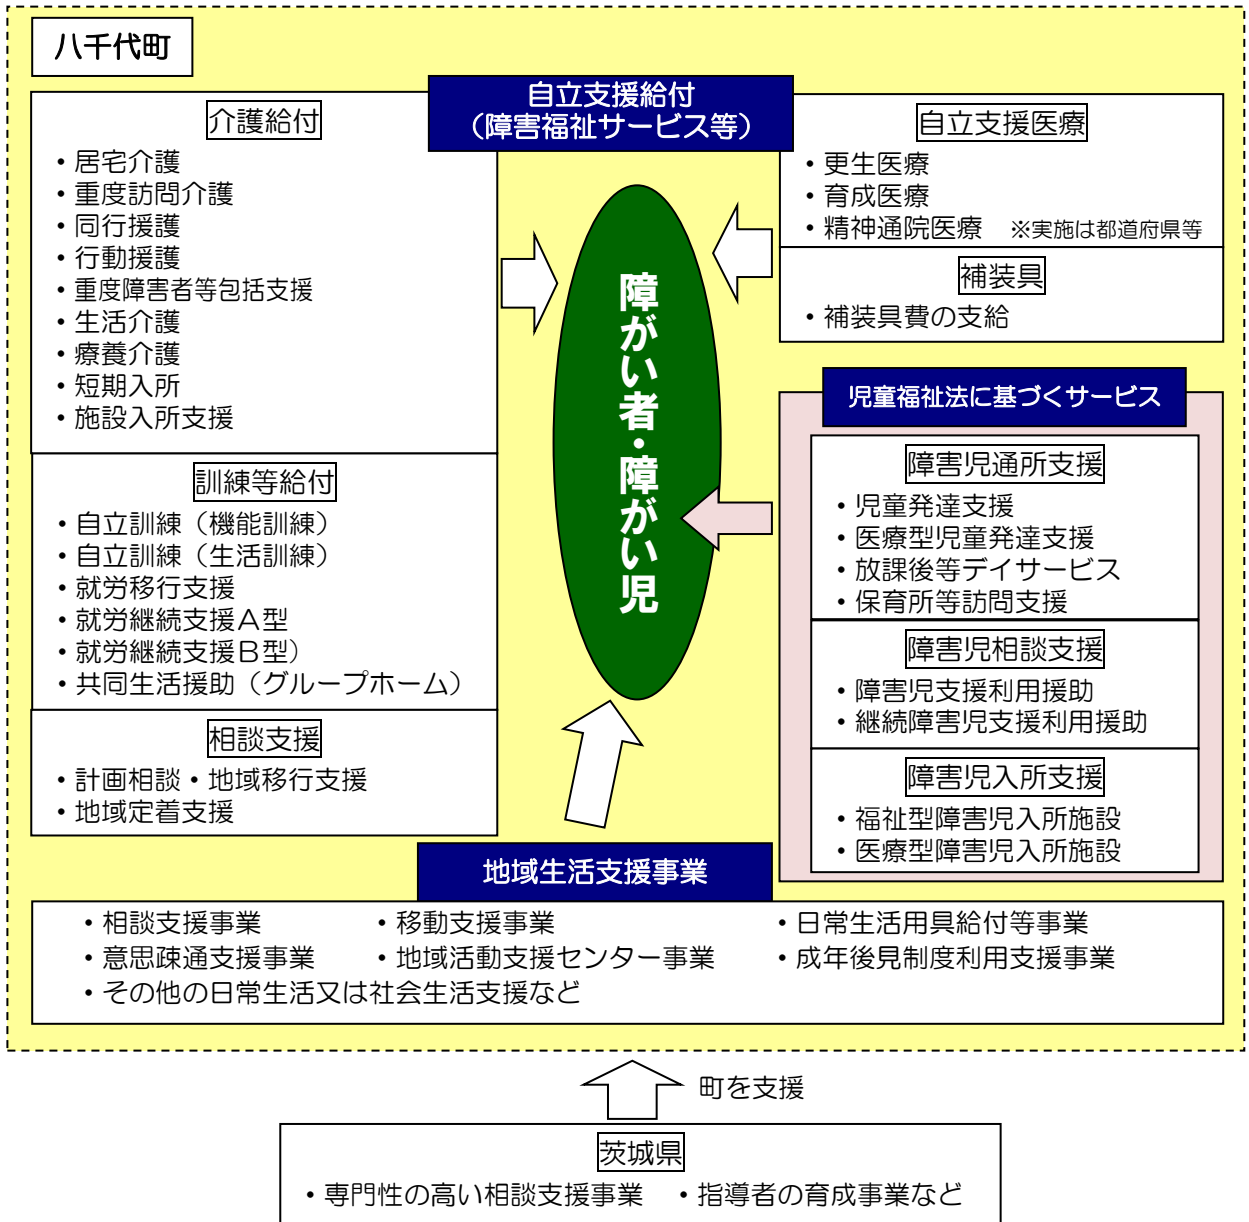 八千代町
自立支援給付
（障害福祉サービス等）
介護給付
・居宅介護
・重度訪問介護
・同行援護
・行動援護
・重度障害者等包括支援
・生活介護
・療養介護
・短期入所
・施設入所支援
訓練等給付
・自立訓練（機能訓練）
・自立訓練（生活訓練）
・就労移行支援
・就労継続支援Ａ型
・就労継続支援Ｂ型）
・共同生活援助（グループホーム）
相談支援
・計画相談・地域移行支援
・地域定着支援
障がい者・障がい児
自立支援医療
・更生医療
・育成医療
・精神通院医療　※実施は都道府県等
補装具
・補装具費の支給
児童福祉法に基づくサービス
障害児通所支援
・児童発達支援
・医療型児童発達支援
・放課後等デイサービス
・保育所等訪問支援
障害児相談支援
・障害児支援利用援助
・継続障害児支援利用援助
障害児入所支援
・福祉型障害児入所施設
・医療型障害児入所施設
地域生活支援事業
・相談支援事業　・移動支援事業　・日常生活用具給付等事業
・意思疎通支援事業　・地域活動支援センター事業　・成年後見制度利用支援事業
・その他の日常生活又は社会生活支援など
町を支援
茨城県
・専門性の高い相談支援事業　・指導者の育成事業など